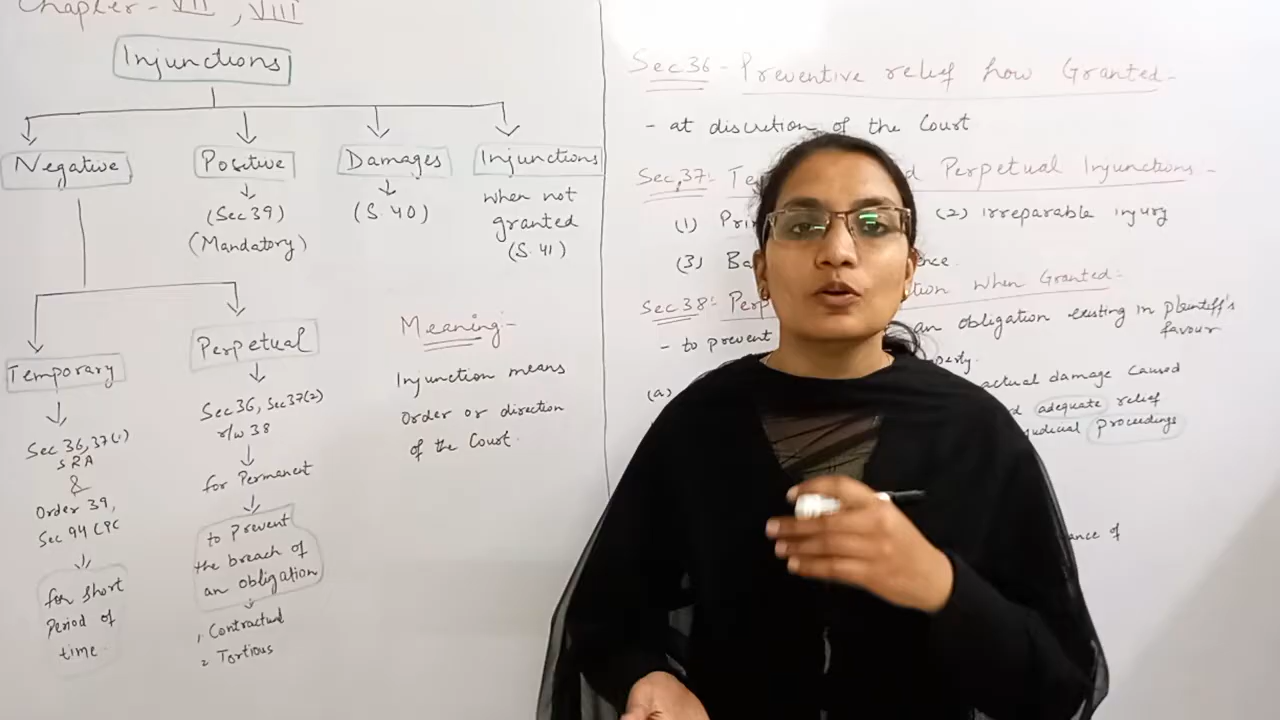 Chapter - VII, VIII
Injunctions
Negative
Positive
(Sec 39)
(Mandatory)
Damages
(S. 40)
Injunctions
when not
granted
(S. 41)
Temporary
Sec 36, 37(1)
SRA
&
Order 39,
Sec 94 CPC
for short
Period of
time.
Perpetual
Sec 36, Sec 37(2)
r/w 38
for Permanent
to prevent
the breach of
an obligation
1, Contractual
2 Tortious
Meaning:-
Injunction means
Order or direction
of the Court.
Sec 36 - Preventive relief how Granted -
- at discretion of the Court
Sec, 37: Perpetual Injunctions -
(1) (2) irreparable injury
(3)
Sec 38: when Granted:-
- to prevent an obligation existing in plaintiff's
favour
(a) actual damage caused
adequate relief
judicial proceedings
of